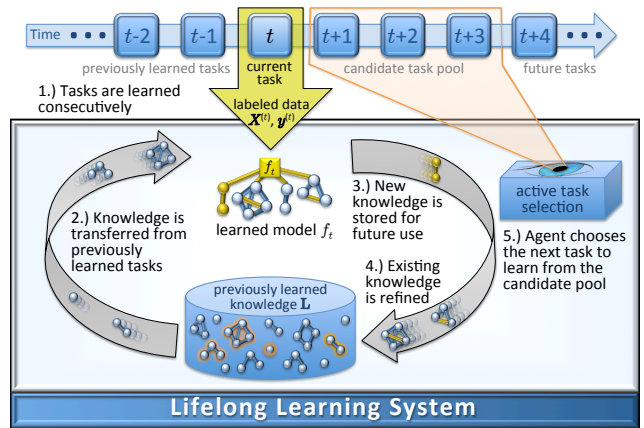 Time
t-2
t-1
t
t+1
t+2
t+3
t+4
previously learned tasks
current
task
candidate task pool
future tasks
1.) Tasks are learned
consecutively
labeled data
X⁽ᵗ⁾, y⁽ᵗ⁾
fₜ
learned model fₜ
2.) Knowledge is
transferred from
previously
learned tasks
3.) New
knowledge is
stored for
future use
active task
selection
5.) Agent chooses
the next task to
learn from the
candidate pool
4.) Existing
knowledge
is refined
previously learned
knowledge L
Lifelong Learning System